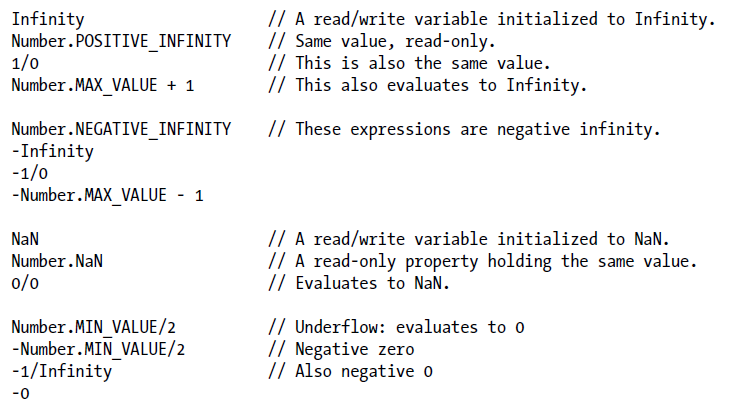 Infinity // A read/write variable initialized to Infinity.
Number.POSITIVE_INFINITY // Same value, read-only.
1/0 // This is also the same value.
Number.MAX_VALUE + 1 // This also evaluates to Infinity.
Number.NEGATIVE_INFINITY // These expressions are negative infinity.
-Infinity
-1/0
-Number.MAX_VALUE - 1
NaN // A read/write variable initialized to NaN.
Number.NaN // A read-only property holding the same value.
0/0 // Evaluates to NaN.
Number.MIN_VALUE/2 // Underflow: evaluates to 0
-Number.MIN_VALUE/2 // Negative zero
-1/Infinity // Also negative 0
-0